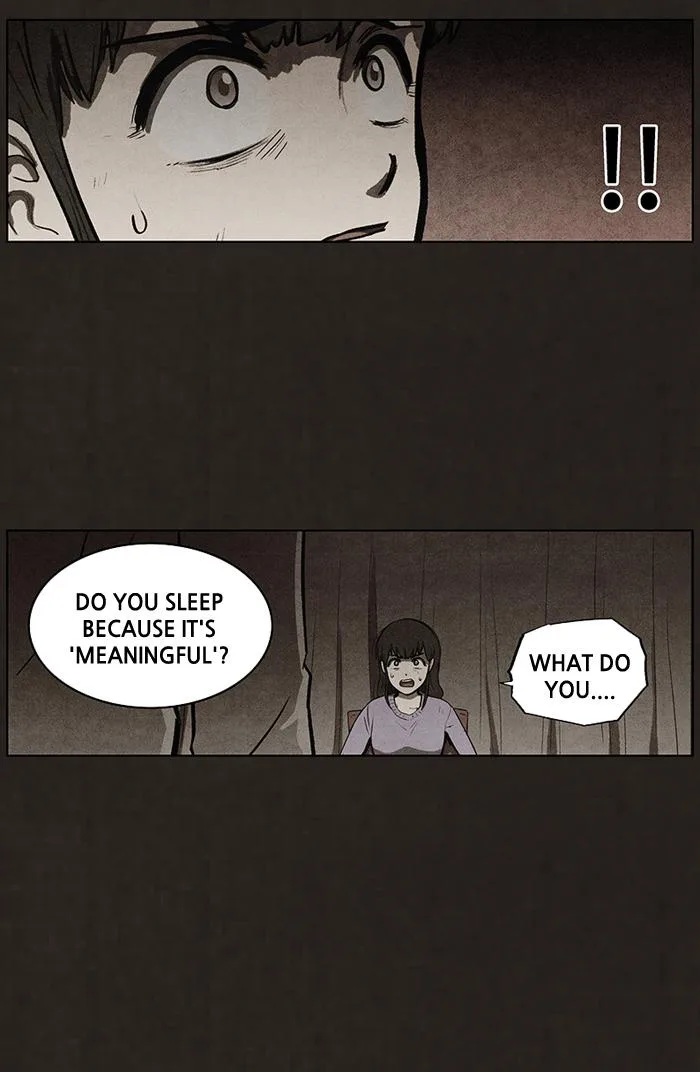 !!
DO YOU SLEEP
BECAUSE IT'S
'MEANINGFUL'?
WHAT DO
YOU....